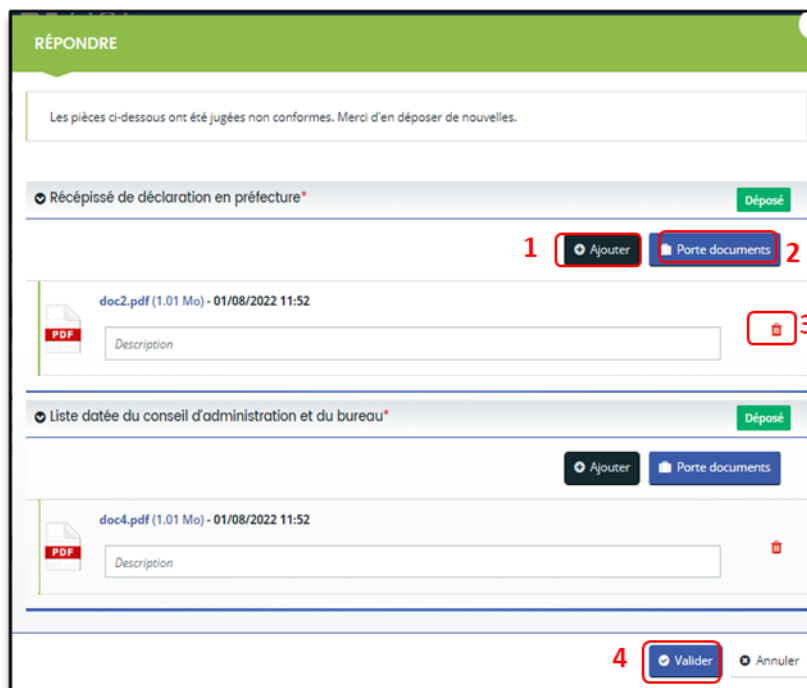 RÉPONDRE
Les pièces ci-dessous ont été jugées non conformes. Merci d'en déposer de nouvelles.
Récépissé de déclaration en préfecture*
Déposé
1
Ajouter
Porte documents
2
doc2.pdf (1.01 Mo) - 01/08/2022 11:52
PDF
Description
3
Liste datée du conseil d'administration et du bureau*
Déposé
Ajouter
Porte documents
doc4.pdf (1.01 Mo) - 01/08/2022 11:52
PDF
Description
4
Valider
Annuler